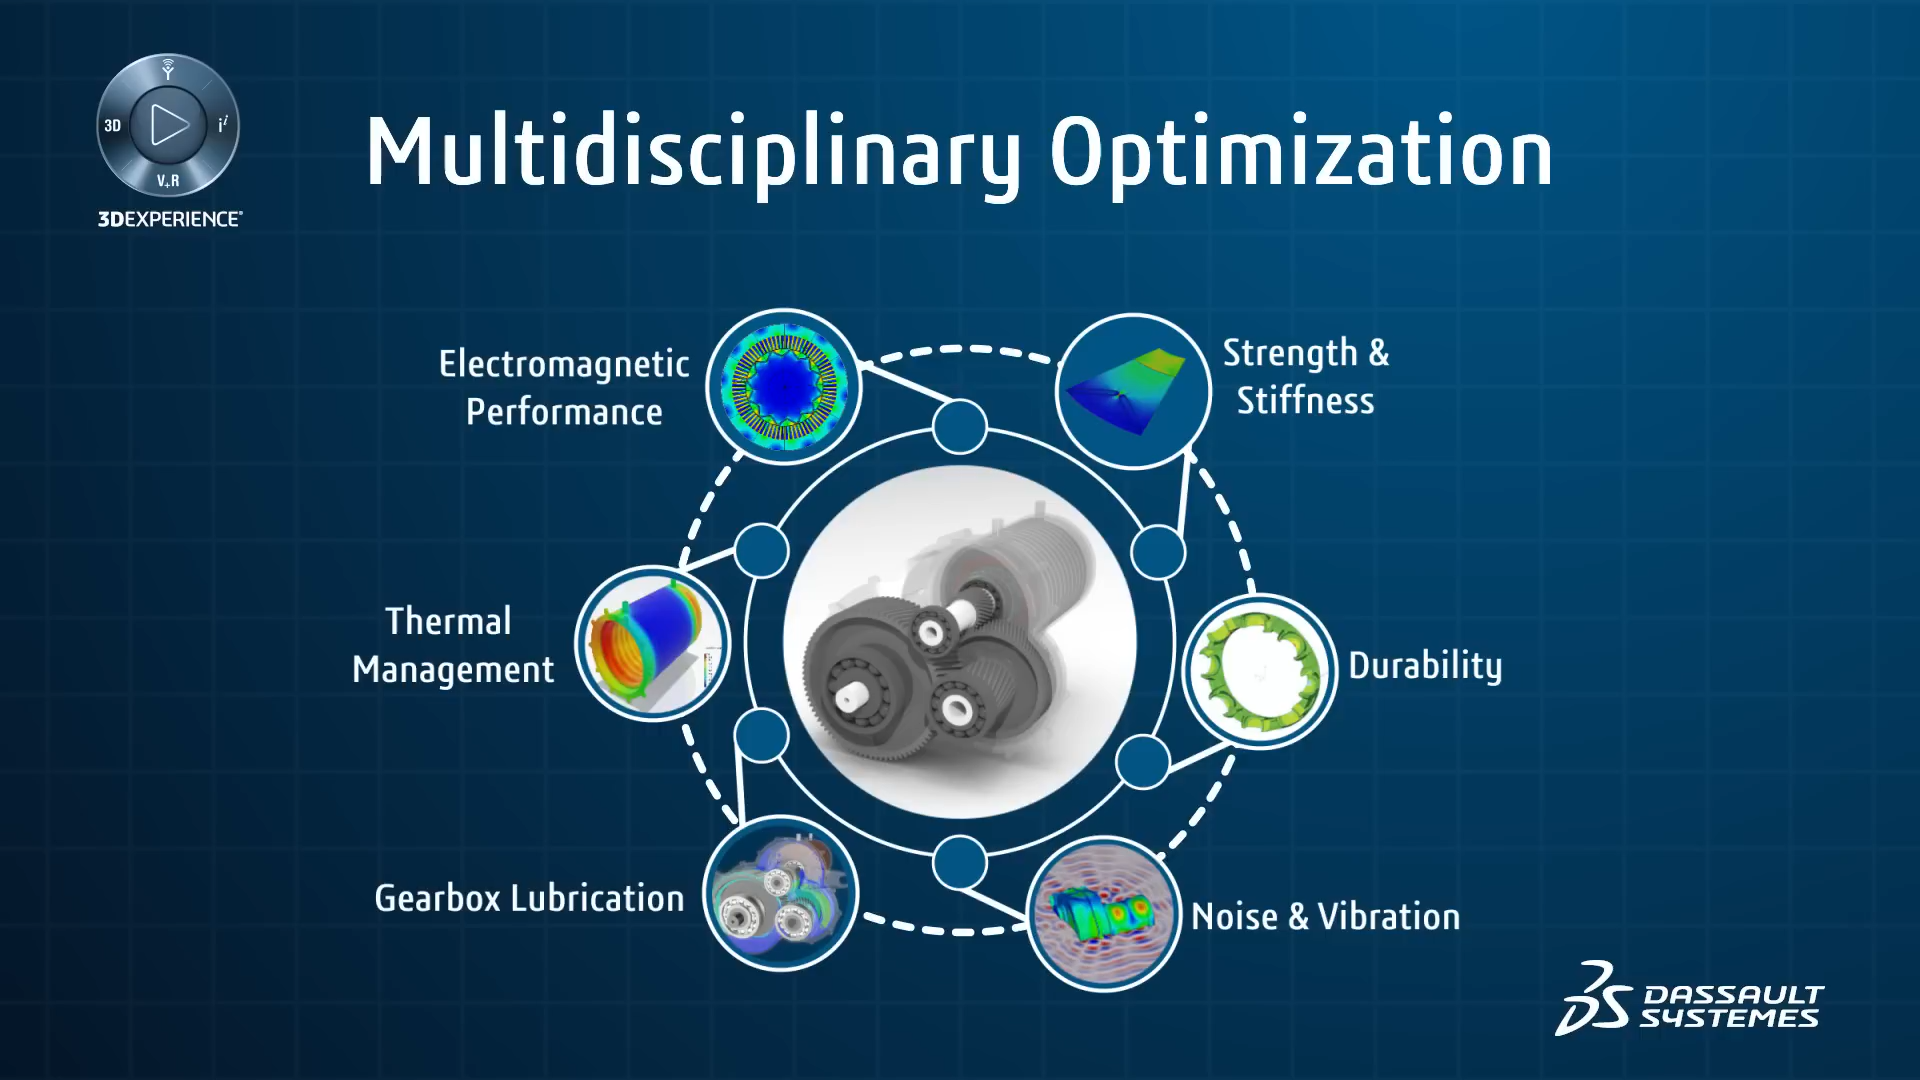 3D
i
V+R
3DEXPERIENCE®
Multidisciplinary Optimization
Electromagnetic
Performance
Strength &
Stiffness
Thermal
Management
Durability
Gearbox Lubrication
Noise & Vibration
DASSAULT
SYSTEMES